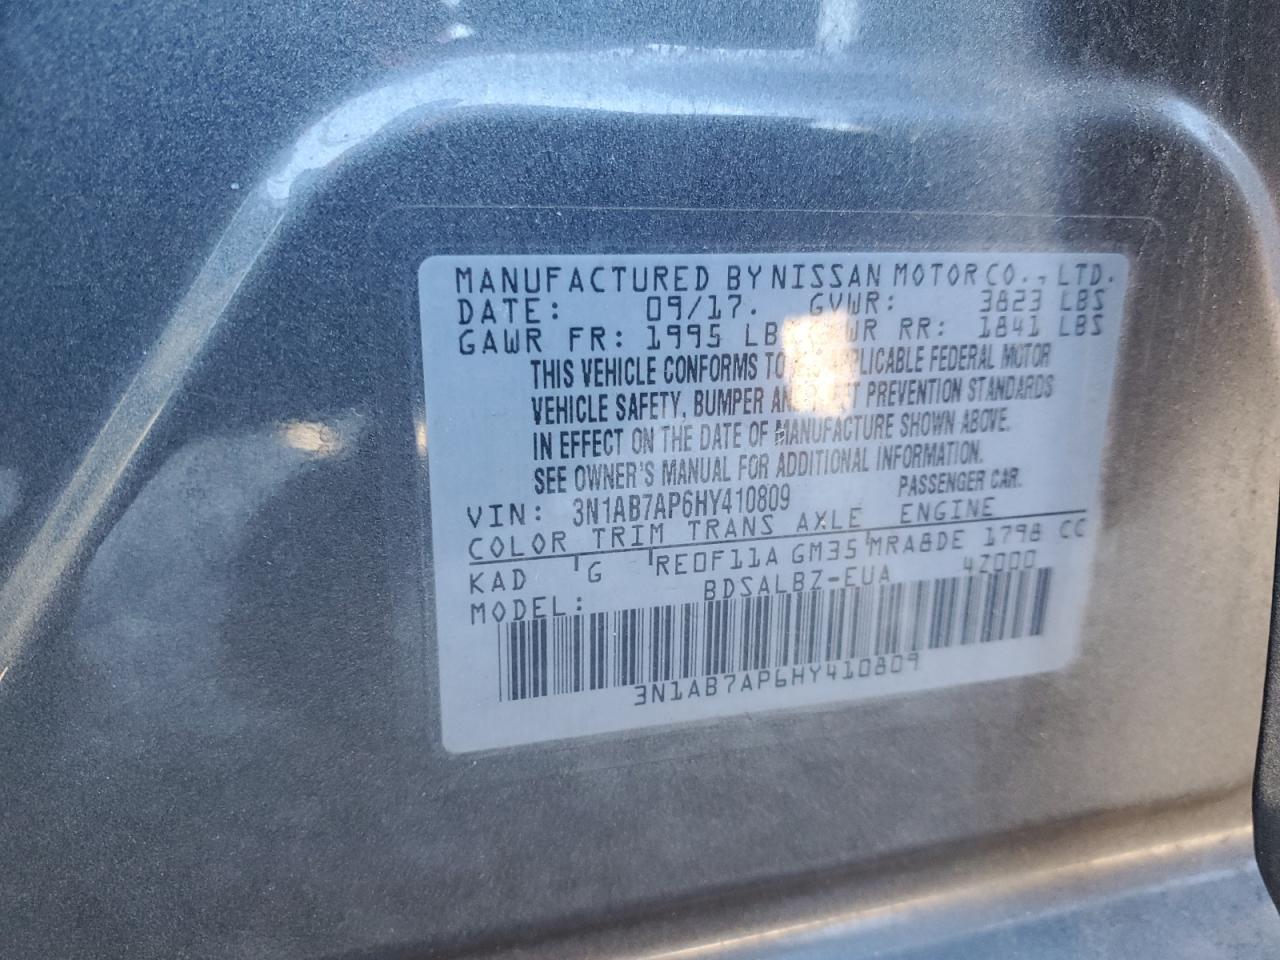 MANUFACTURED BY NISSAN MOTOR CO., LTD.
DATE: 09/17. GVWR: 3823 LBS
GAWR FR: 1995 LB RR: 1841 LBS
THIS VEHICLE CONFORMS TO FEDERAL MOTOR
VEHICLE SAFETY, BUMPER PREVENTION STANDARDS
IN EFFECT ON THE DATE OF MANUFACTURE SHOWN ABOVE.
SEE OWNER'S MANUAL FOR ADDITIONAL INFORMATION.
PASSENGER CAR.
VIN: 3N1AB7AP6HY410809
COLOR TRIM TRANS AXLE ENGINE
KAD G RE0F11A GM35 MRA8DE 1798 CC
MODEL: BDSALBZ-EUA 4Z000
3N1AB7AP6HY410809